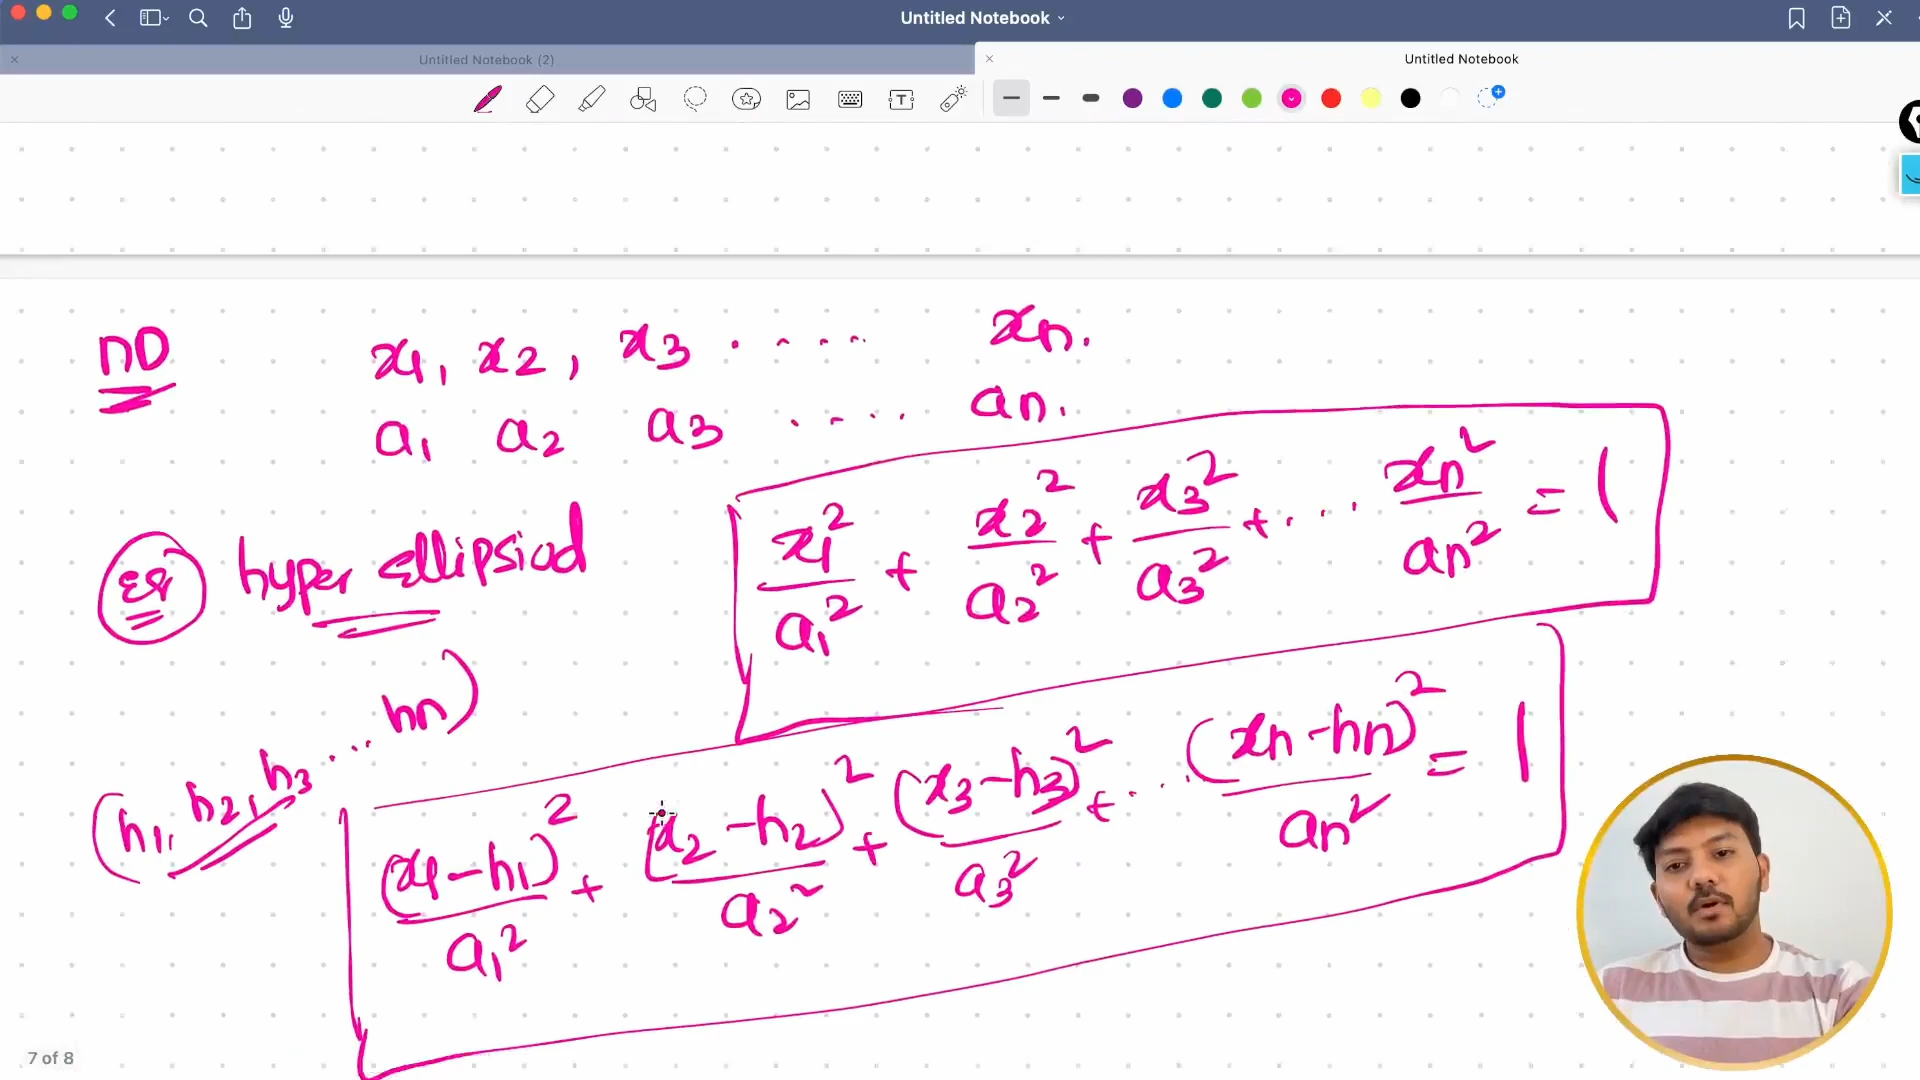 Untitled Notebook
Untitled Notebook (2)
Untitled Notebook
nD
x1, x2, x3 ..... xn.
a1 a2 a3 .... an.
x1²/a1² + x2²/a2² + x3²/a3² + ... xn²/an² = 1
hyper ellipsiod
(h1, h2, h3 ... hn)
(x1-h1)²/a1² + (x2-h2)²/a2² + (x3-h3)²/a3² + ... (xn-hn)²/an² = 1
7 of 8